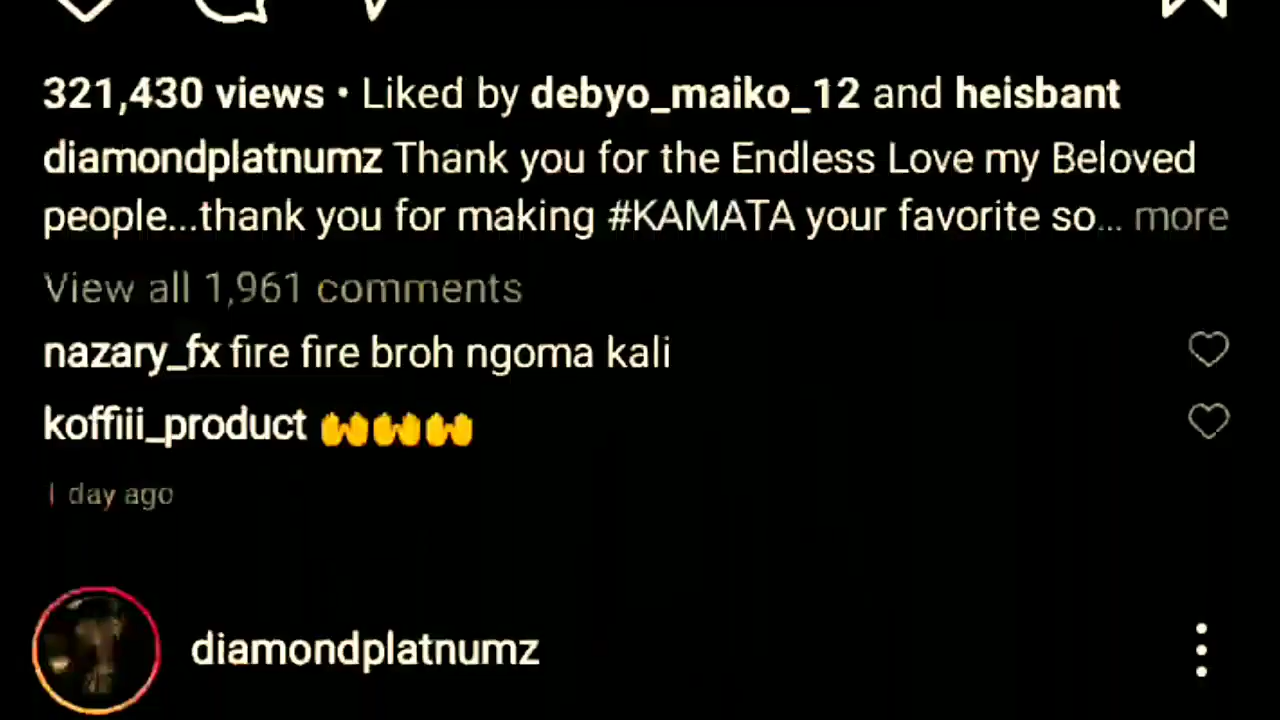 321,430 views • Liked by debyo_maiko_12 and heisbant
diamondplatnumz Thank you for the Endless Love my Beloved
people...thank you for making #KAMATA your favorite so... more
View all 1,961 comments
nazary_fx fire fire broh ngoma kali
koffiii_product 🙌🙌🙌
1 day ago
diamondplatnumz